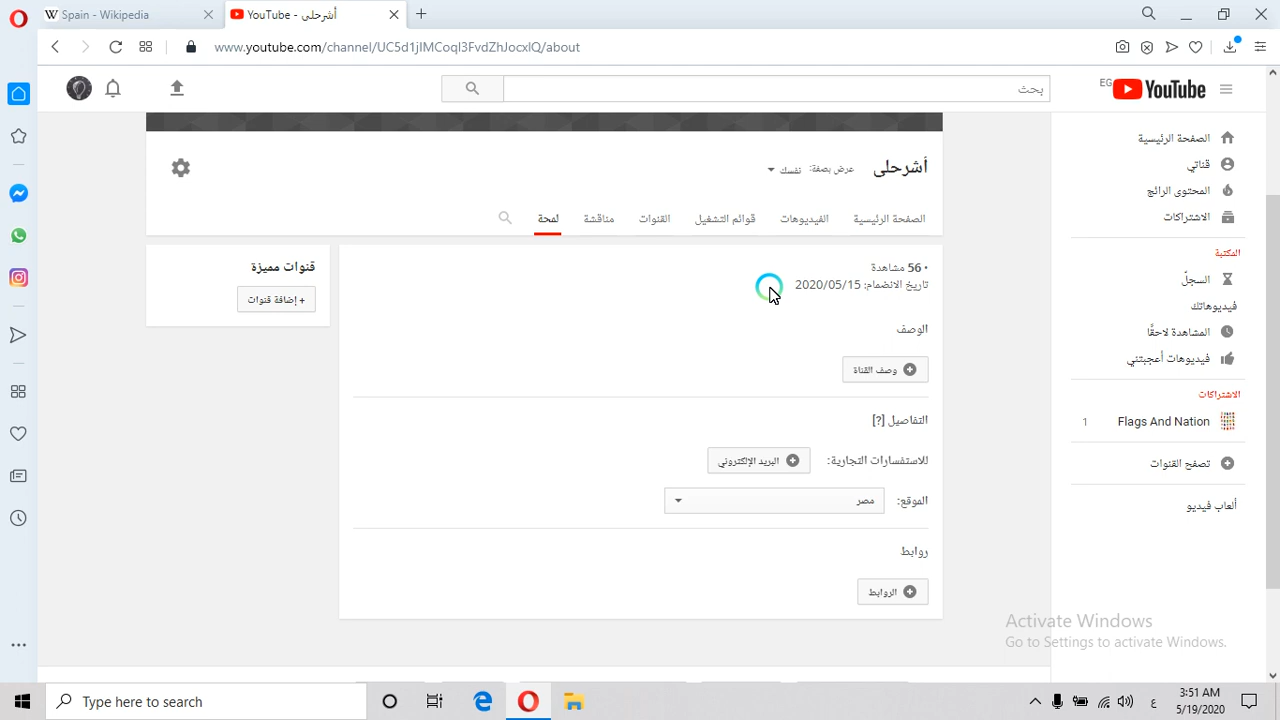 Spain - Wikipedia
أشرحلى - YouTube
www.youtube.com/channel/UC5d1jIMCoqI3FvdZhJocxIQ/about
بحث
YouTube EG
أشرحلى
عرض بصفة: نفسك
الصفحة الرئيسية
الفيديوهات
قوائم التشغيل
القنوات
مناقشة
لمحة
• 56 مشاهدة
تاريخ الانضمام: 15/05/2020
الوصف
وصف القناة
التفاصيل [?]
للاستفسارات التجارية:
البريد الإلكتروني
الموقع:
مصر
روابط
الروابط
قنوات مميزة
+ إضافة قنوات
الصفحة الرئيسية
قناتي
المحتوى الرائج
الاشتراكات
المكتبة
السجلّ
فيديوهاتك
المشاهدة لاحقًا
فيديوهات أعجبتني
الاشتراكات
Flags And Nation 1
تصفح القنوات
ألعاب فيديو
Activate Windows
Go to Settings to activate Windows.
Type here to search
ع
3:51 AM
5/19/2020